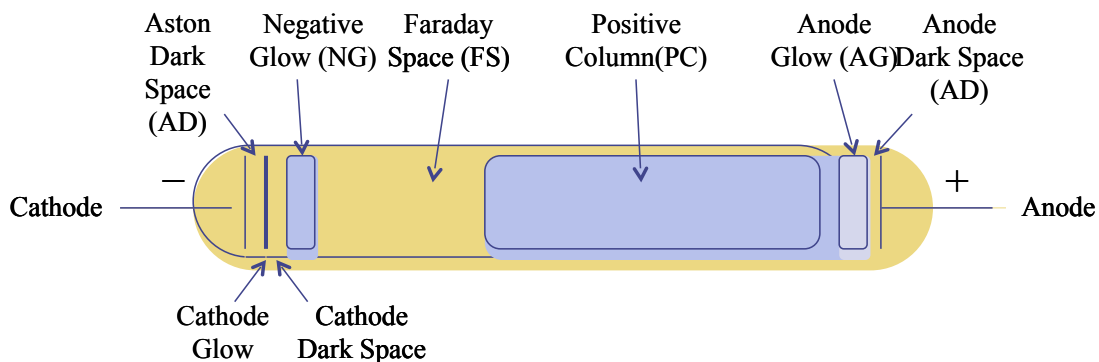 Aston
Dark
Space
(AD)
Negative
Glow (NG)
Faraday
Space (FS)
Positive
Column(PC)
Anode
Glow (AG)
Anode
Dark Space
(AD)
−
+
Cathode
Anode
Cathode
Glow
Cathode
Dark Space